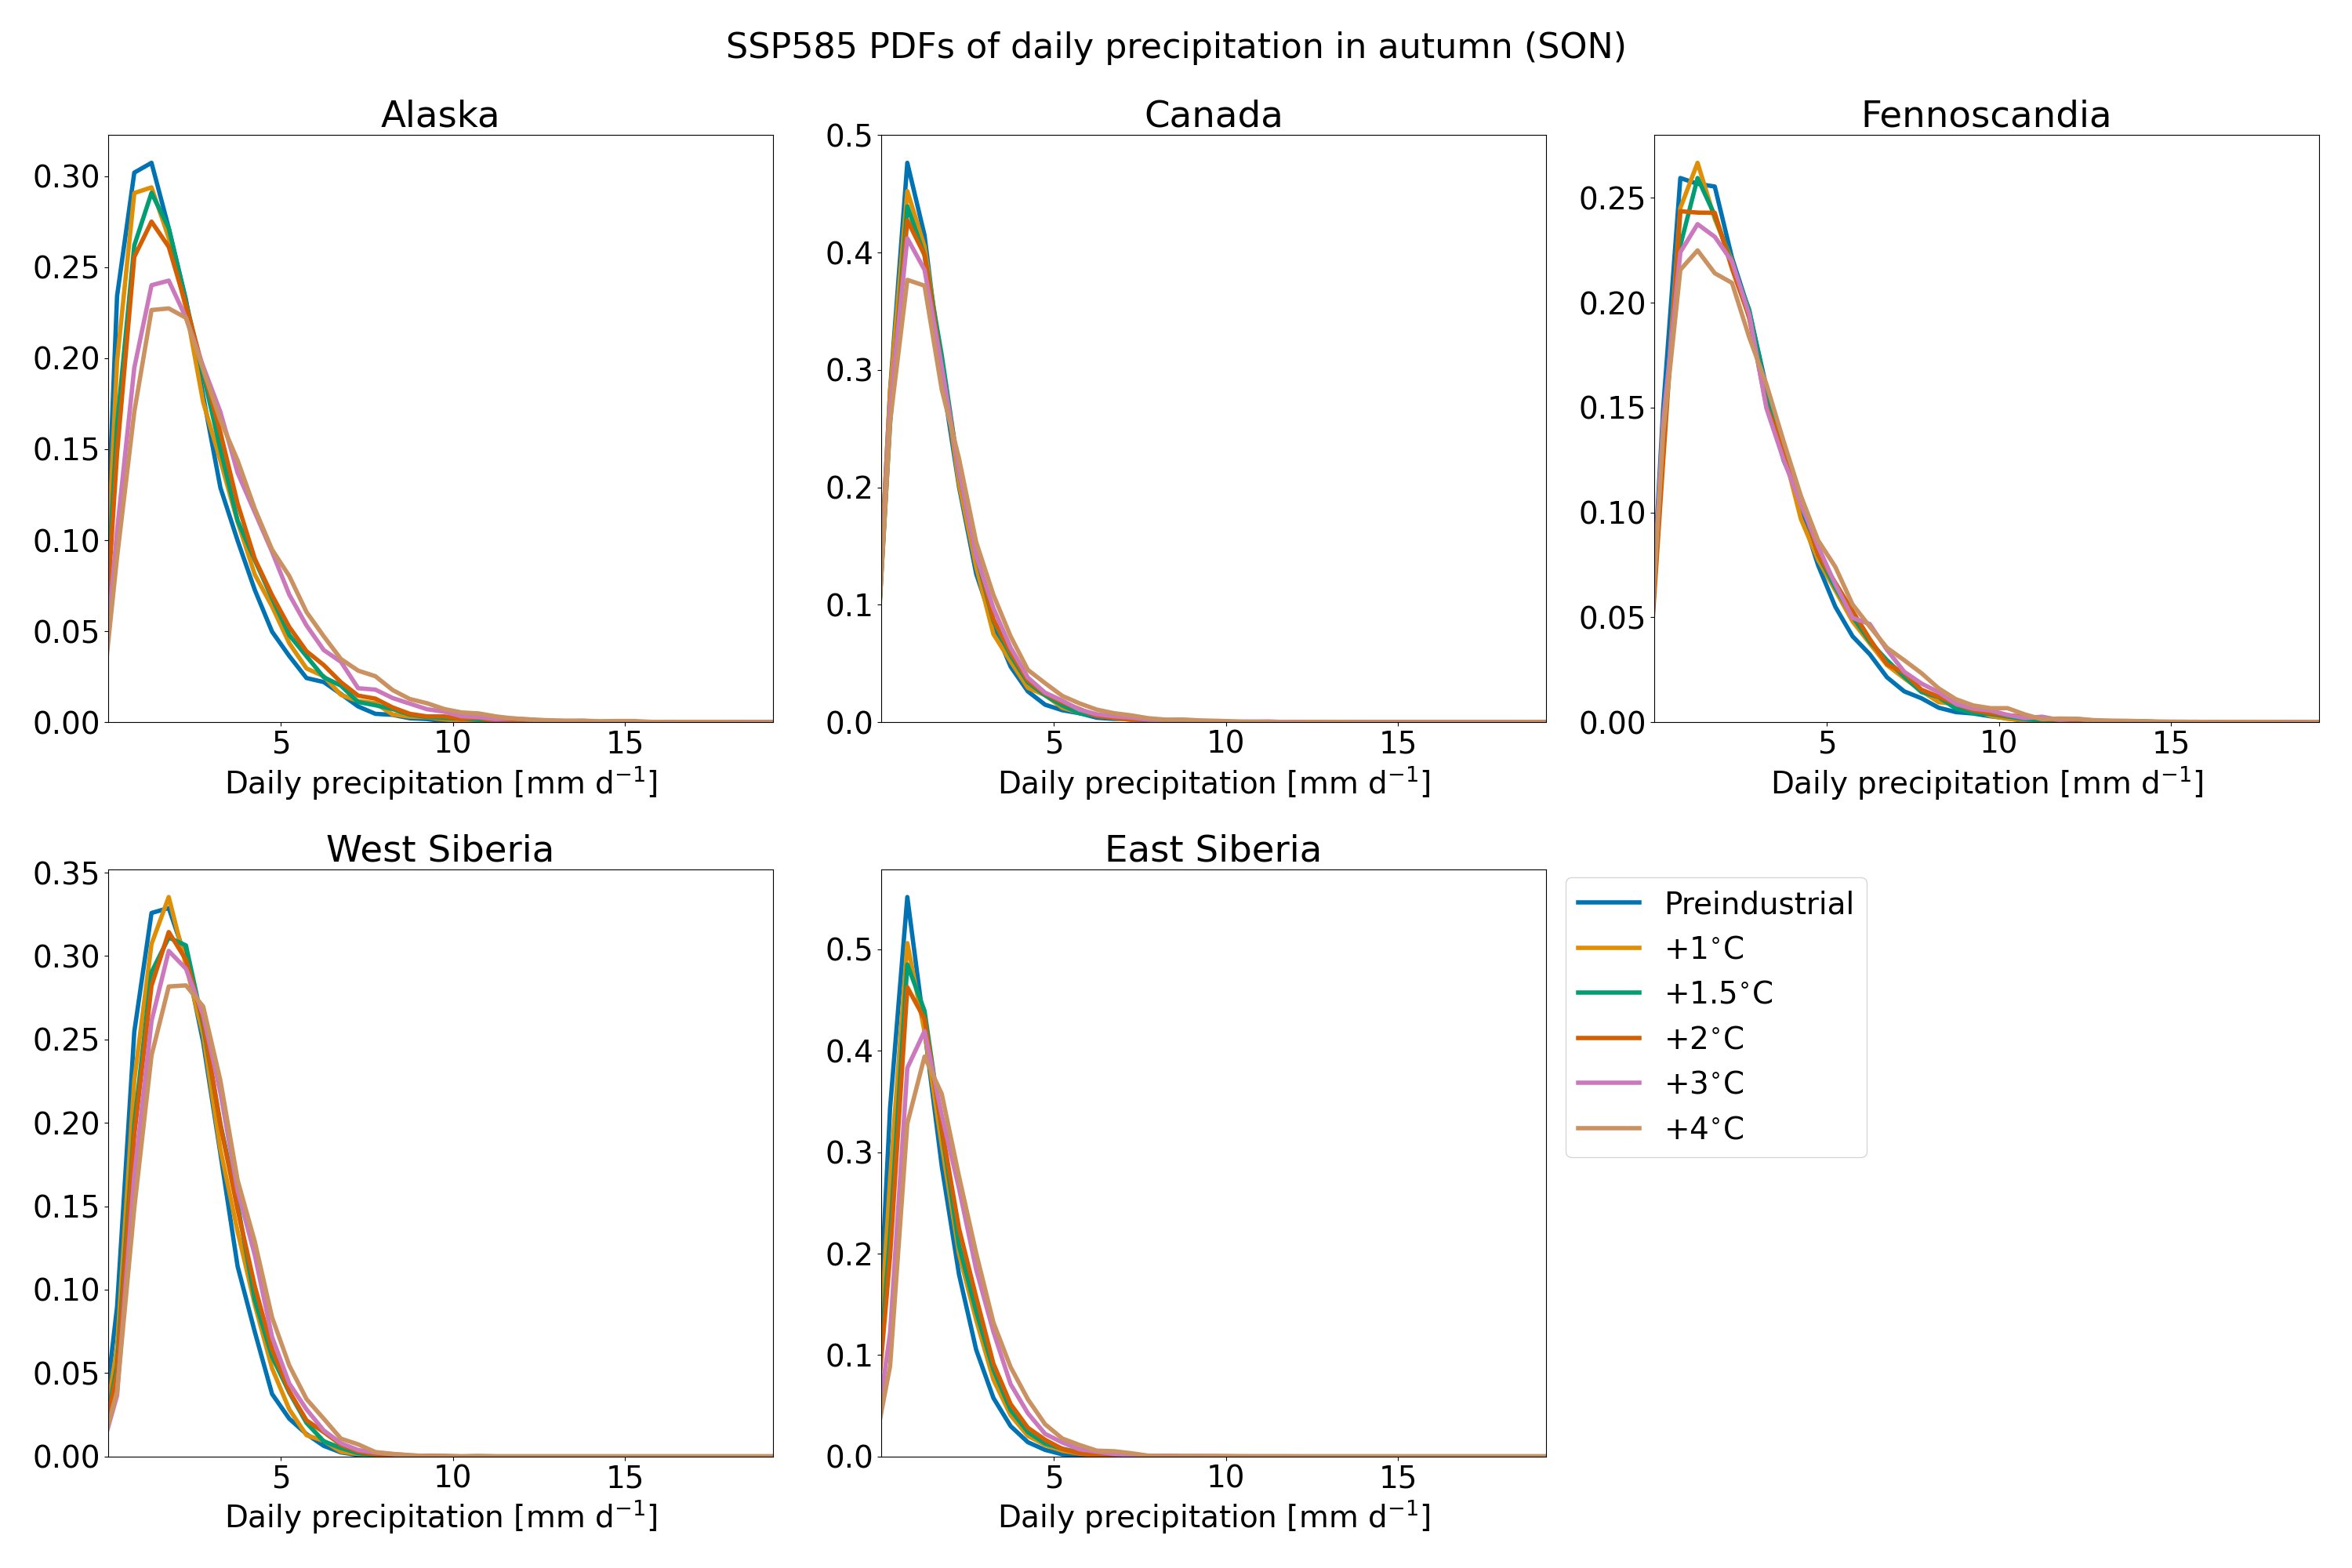 SSP585 PDFs of daily precipitation in autumn (SON)
Alaska
0.30
0.25
0.20
0.15
0.10
0.05
0.00
5 10 15
Daily precipitation [mm d⁻¹]
Canada
0.5
0.4
0.3
0.2
0.1
0.0
5 10 15
Daily precipitation [mm d⁻¹]
Fennoscandia
0.25
0.20
0.15
0.10
0.05
0.00
5 10 15
Daily precipitation [mm d⁻¹]
West Siberia
0.35
0.30
0.25
0.20
0.15
0.10
0.05
0.00
5 10 15
Daily precipitation [mm d⁻¹]
East Siberia
0.5
0.4
0.3
0.2
0.1
0.0
5 10 15
Daily precipitation [mm d⁻¹]
Preindustrial
+1°C
+1.5°C
+2°C
+3°C
+4°C